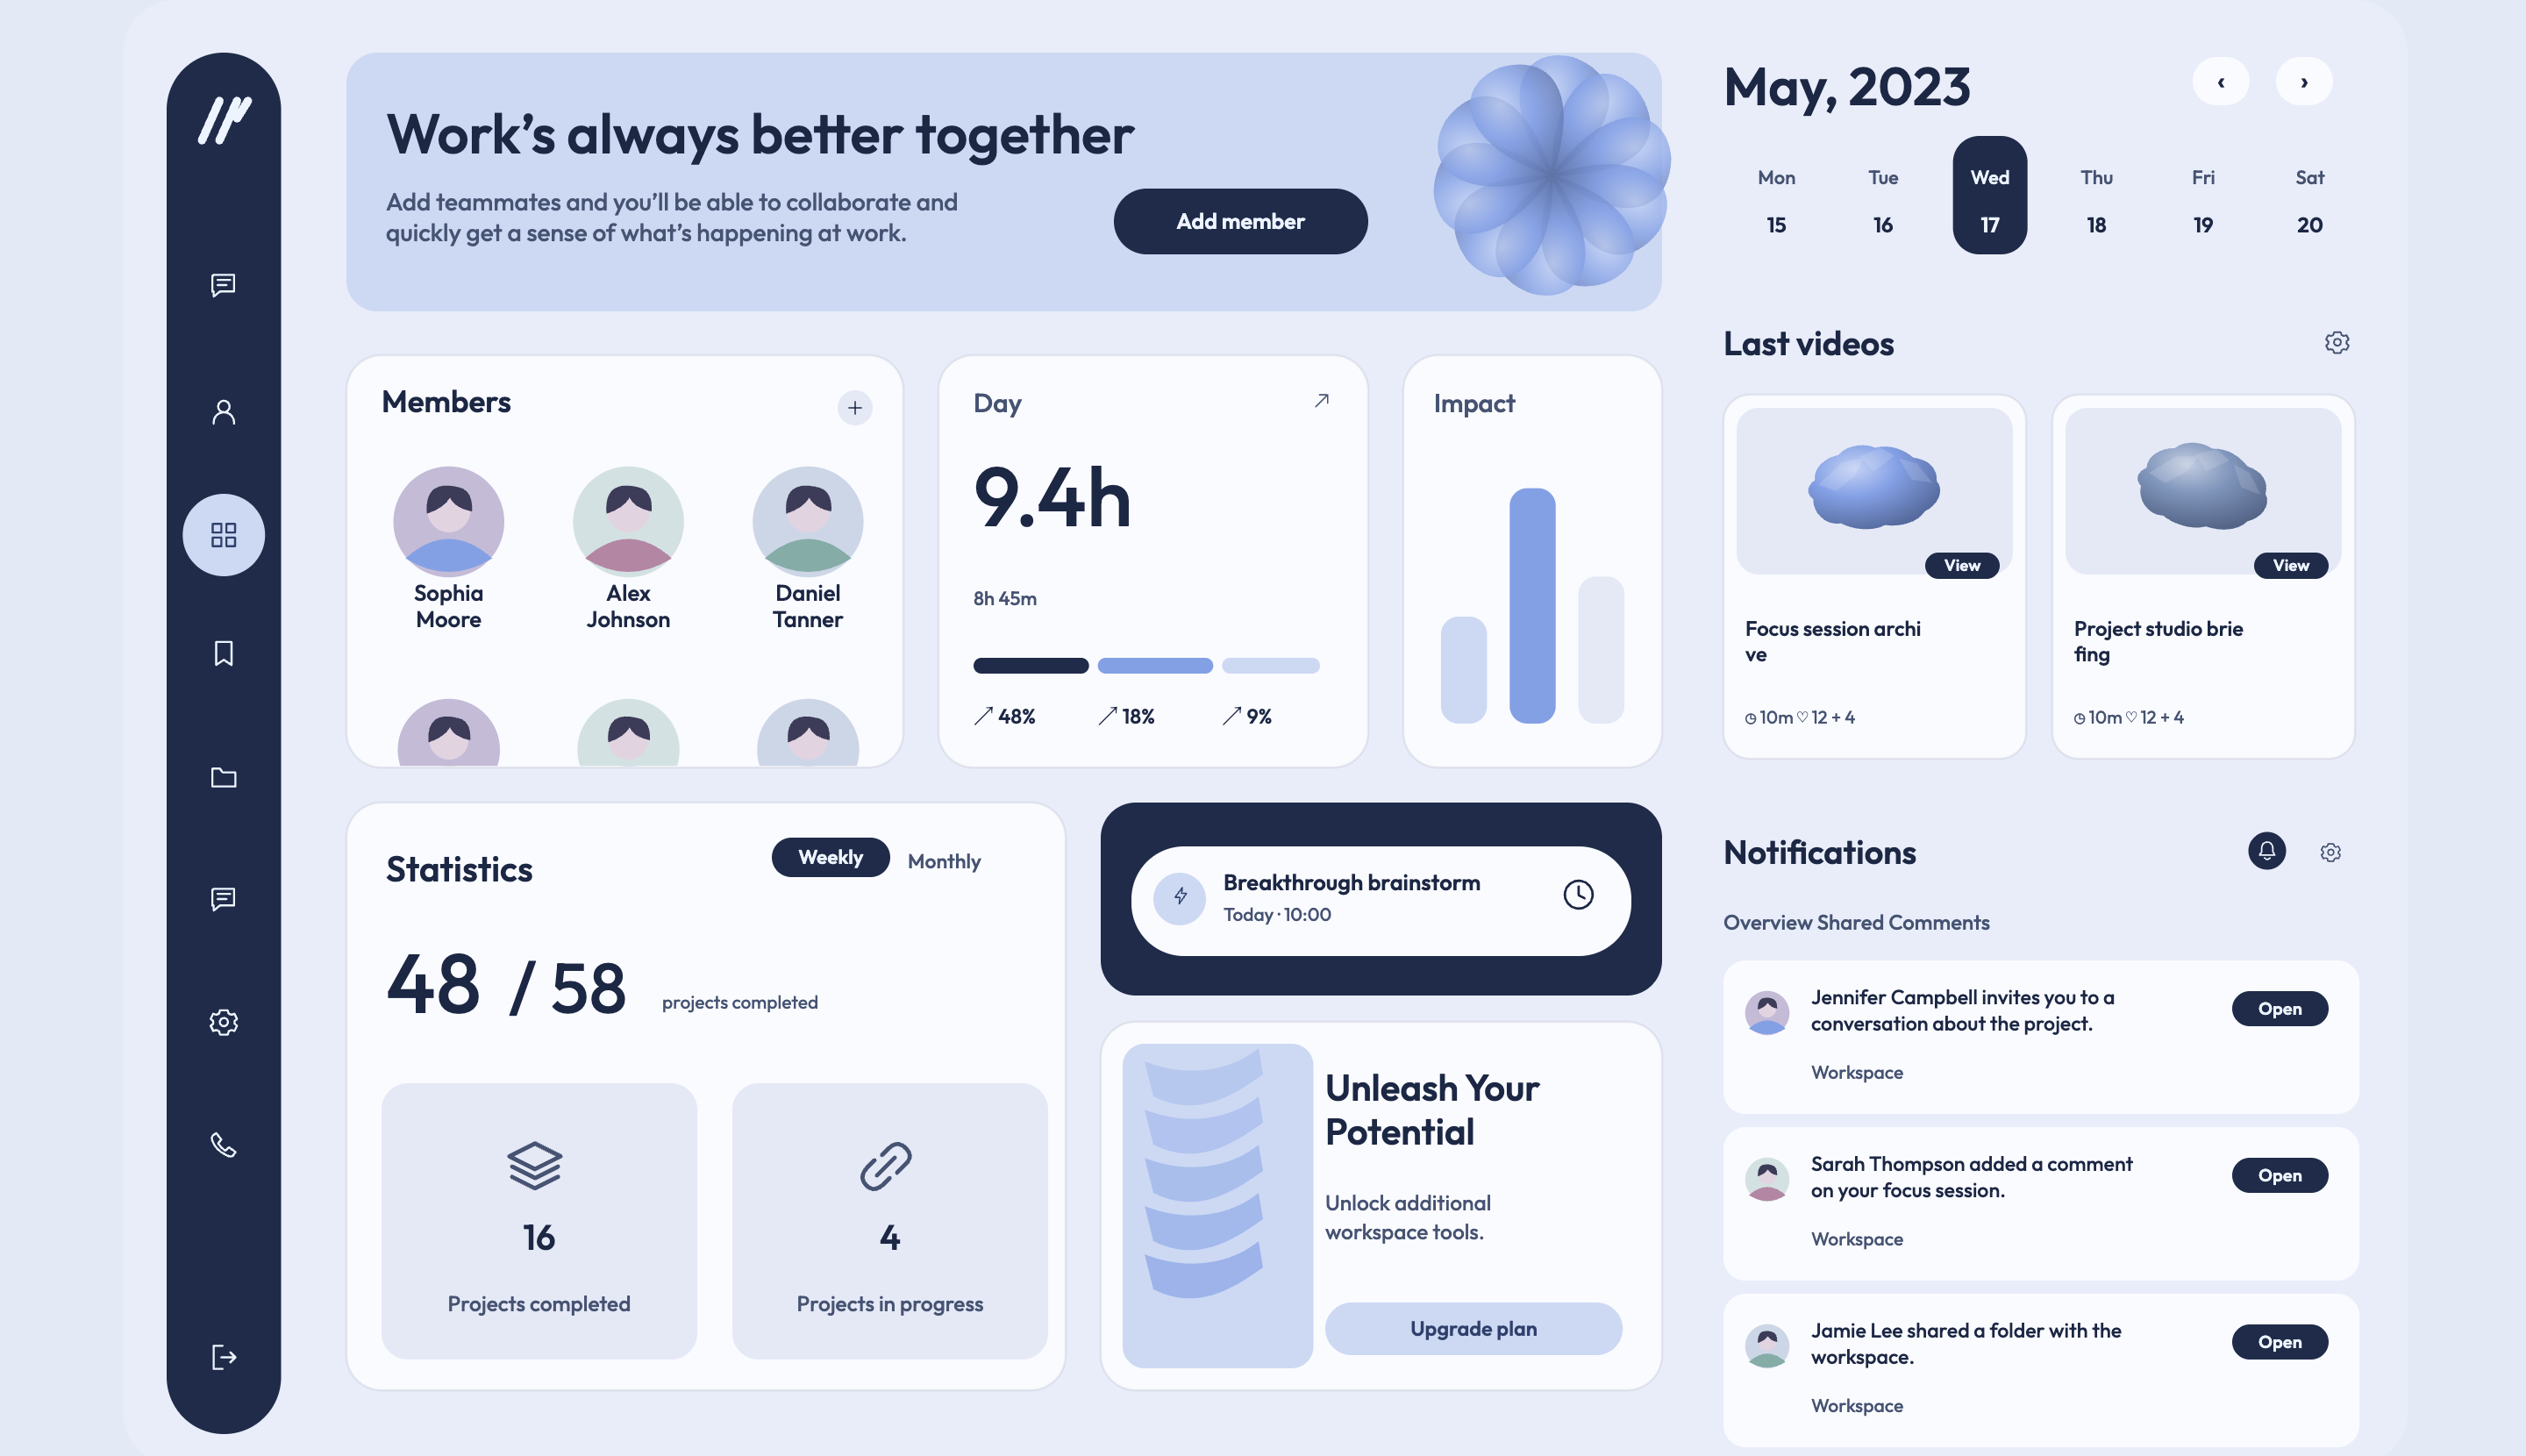 Work’s always better together
Add teammates and you’ll be able to collaborate and
quickly get a sense of what’s happening at work.
Add member
Members
Sophia
Moore
Alex
Johnson
Daniel
Tanner
Day
9.4h
8h 45m
48%
18%
9%
Impact
Statistics
Weekly
Monthly
48 / 58 projects completed
16
Projects completed
4
Projects in progress
Breakthrough brainstorm
Today · 10:00
Unleash Your
Potential
Unlock additional
workspace tools.
Upgrade plan
May, 2023
‹ ›
Mon Tue Wed Thu Fri Sat
15 16 17 18 19 20
Last videos
View
Focus session archi
ve
◷ 10m ♡ 12 + 4
View
Project studio brie
fing
◷ 10m ♡ 12 + 4
Notifications
Overview Shared Comments
Jennifer Campbell invites you to a
conversation about the project.
Workspace
Open
Sarah Thompson added a comment
on your focus session.
Workspace
Open
Jamie Lee shared a folder with the
workspace.
Workspace
Open